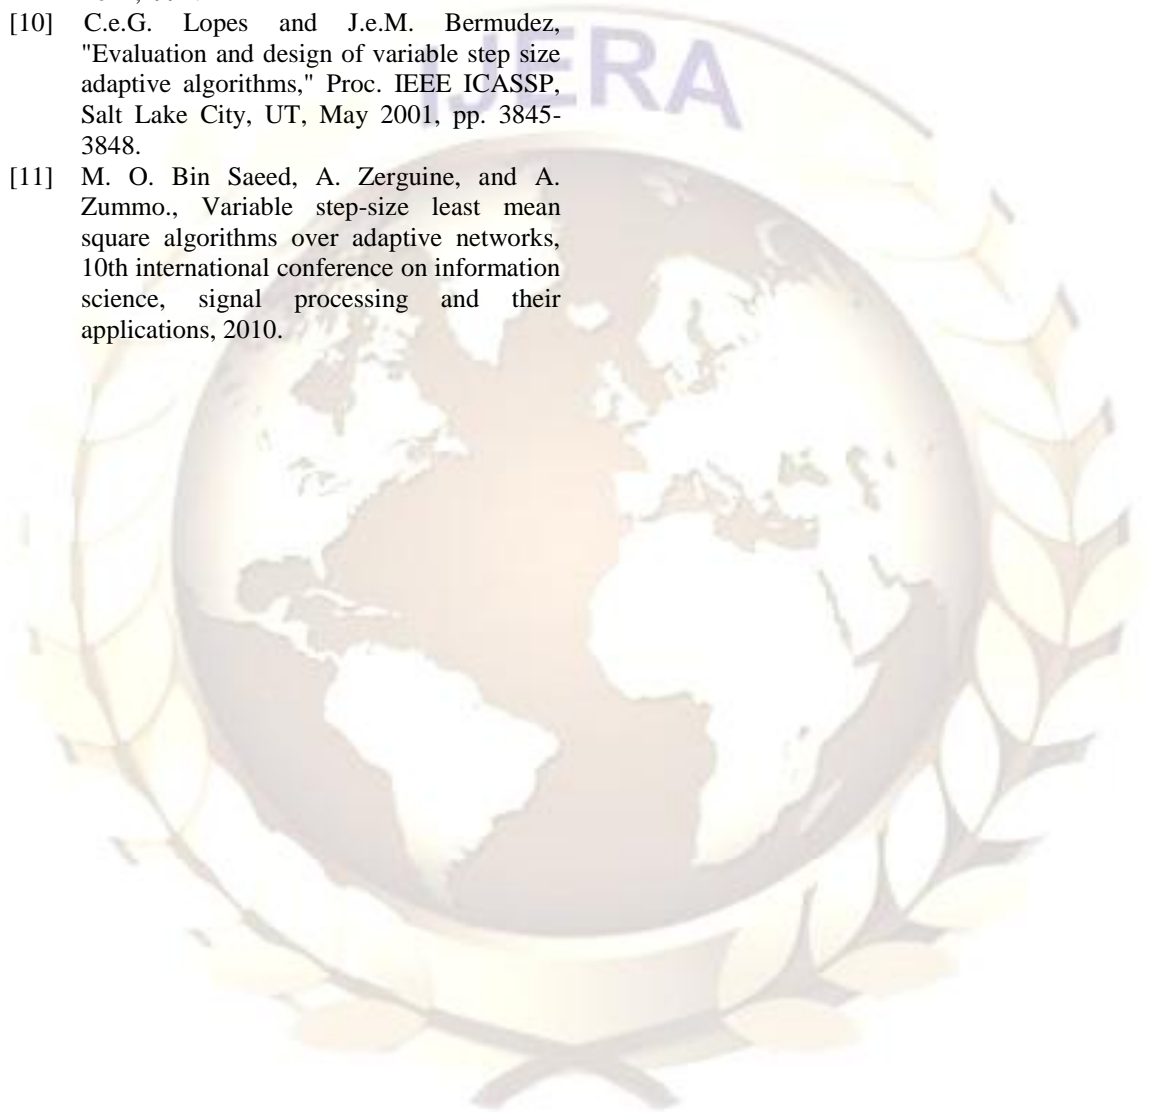 [10] C.e.G. Lopes and J.e.M. Bermudez,
"Evaluation and design of variable step size
adaptive algorithms," Proc. IEEE ICASSP,
Salt Lake City, UT, May 2001, pp. 3845-
3848.
[11] M. O. Bin Saeed, A. Zerguine, and A.
Zummo., Variable step-size least mean
square algorithms over adaptive networks,
10th international conference on information
science, signal processing and their
applications, 2010.
IJERA